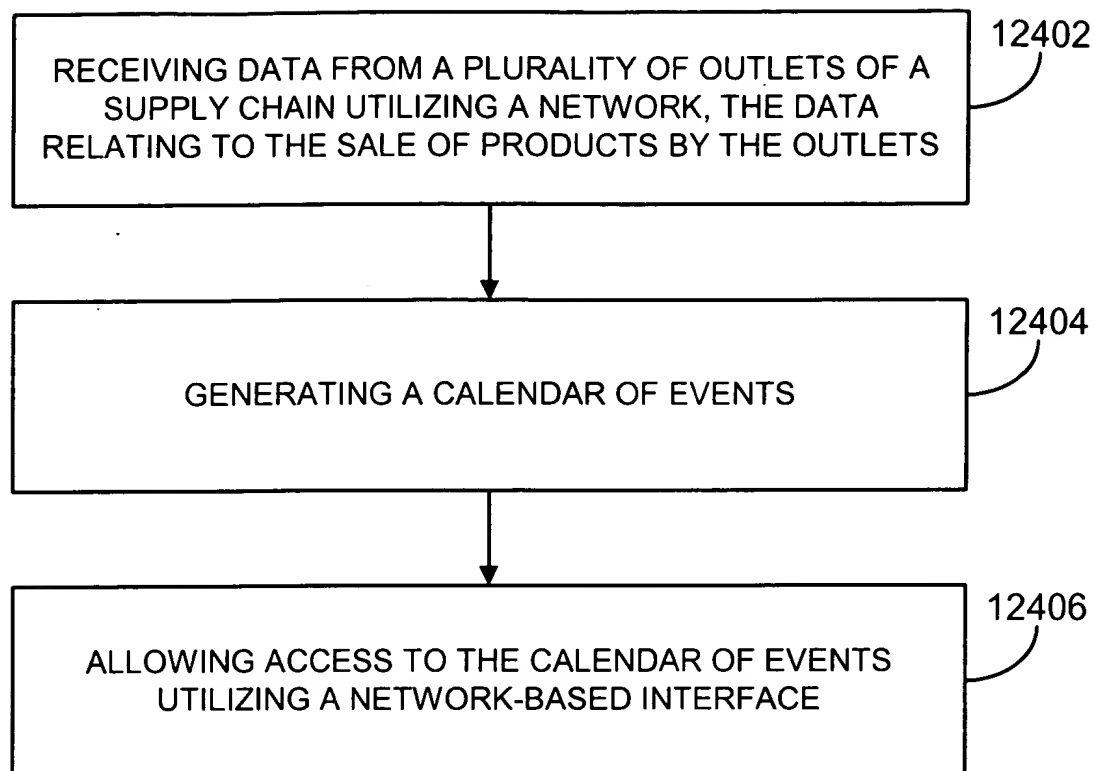 12402
RECEIVING DATA FROM A PLURALITY OF OUTLETS OF A
SUPPLY CHAIN UTILIZING A NETWORK, THE DATA
RELATING TO THE SALE OF PRODUCTS BY THE OUTLETS
12404
GENERATING A CALENDAR OF EVENTS
12406
ALLOWING ACCESS TO THE CALENDAR OF EVENTS
UTILIZING A NETWORK-BASED INTERFACE